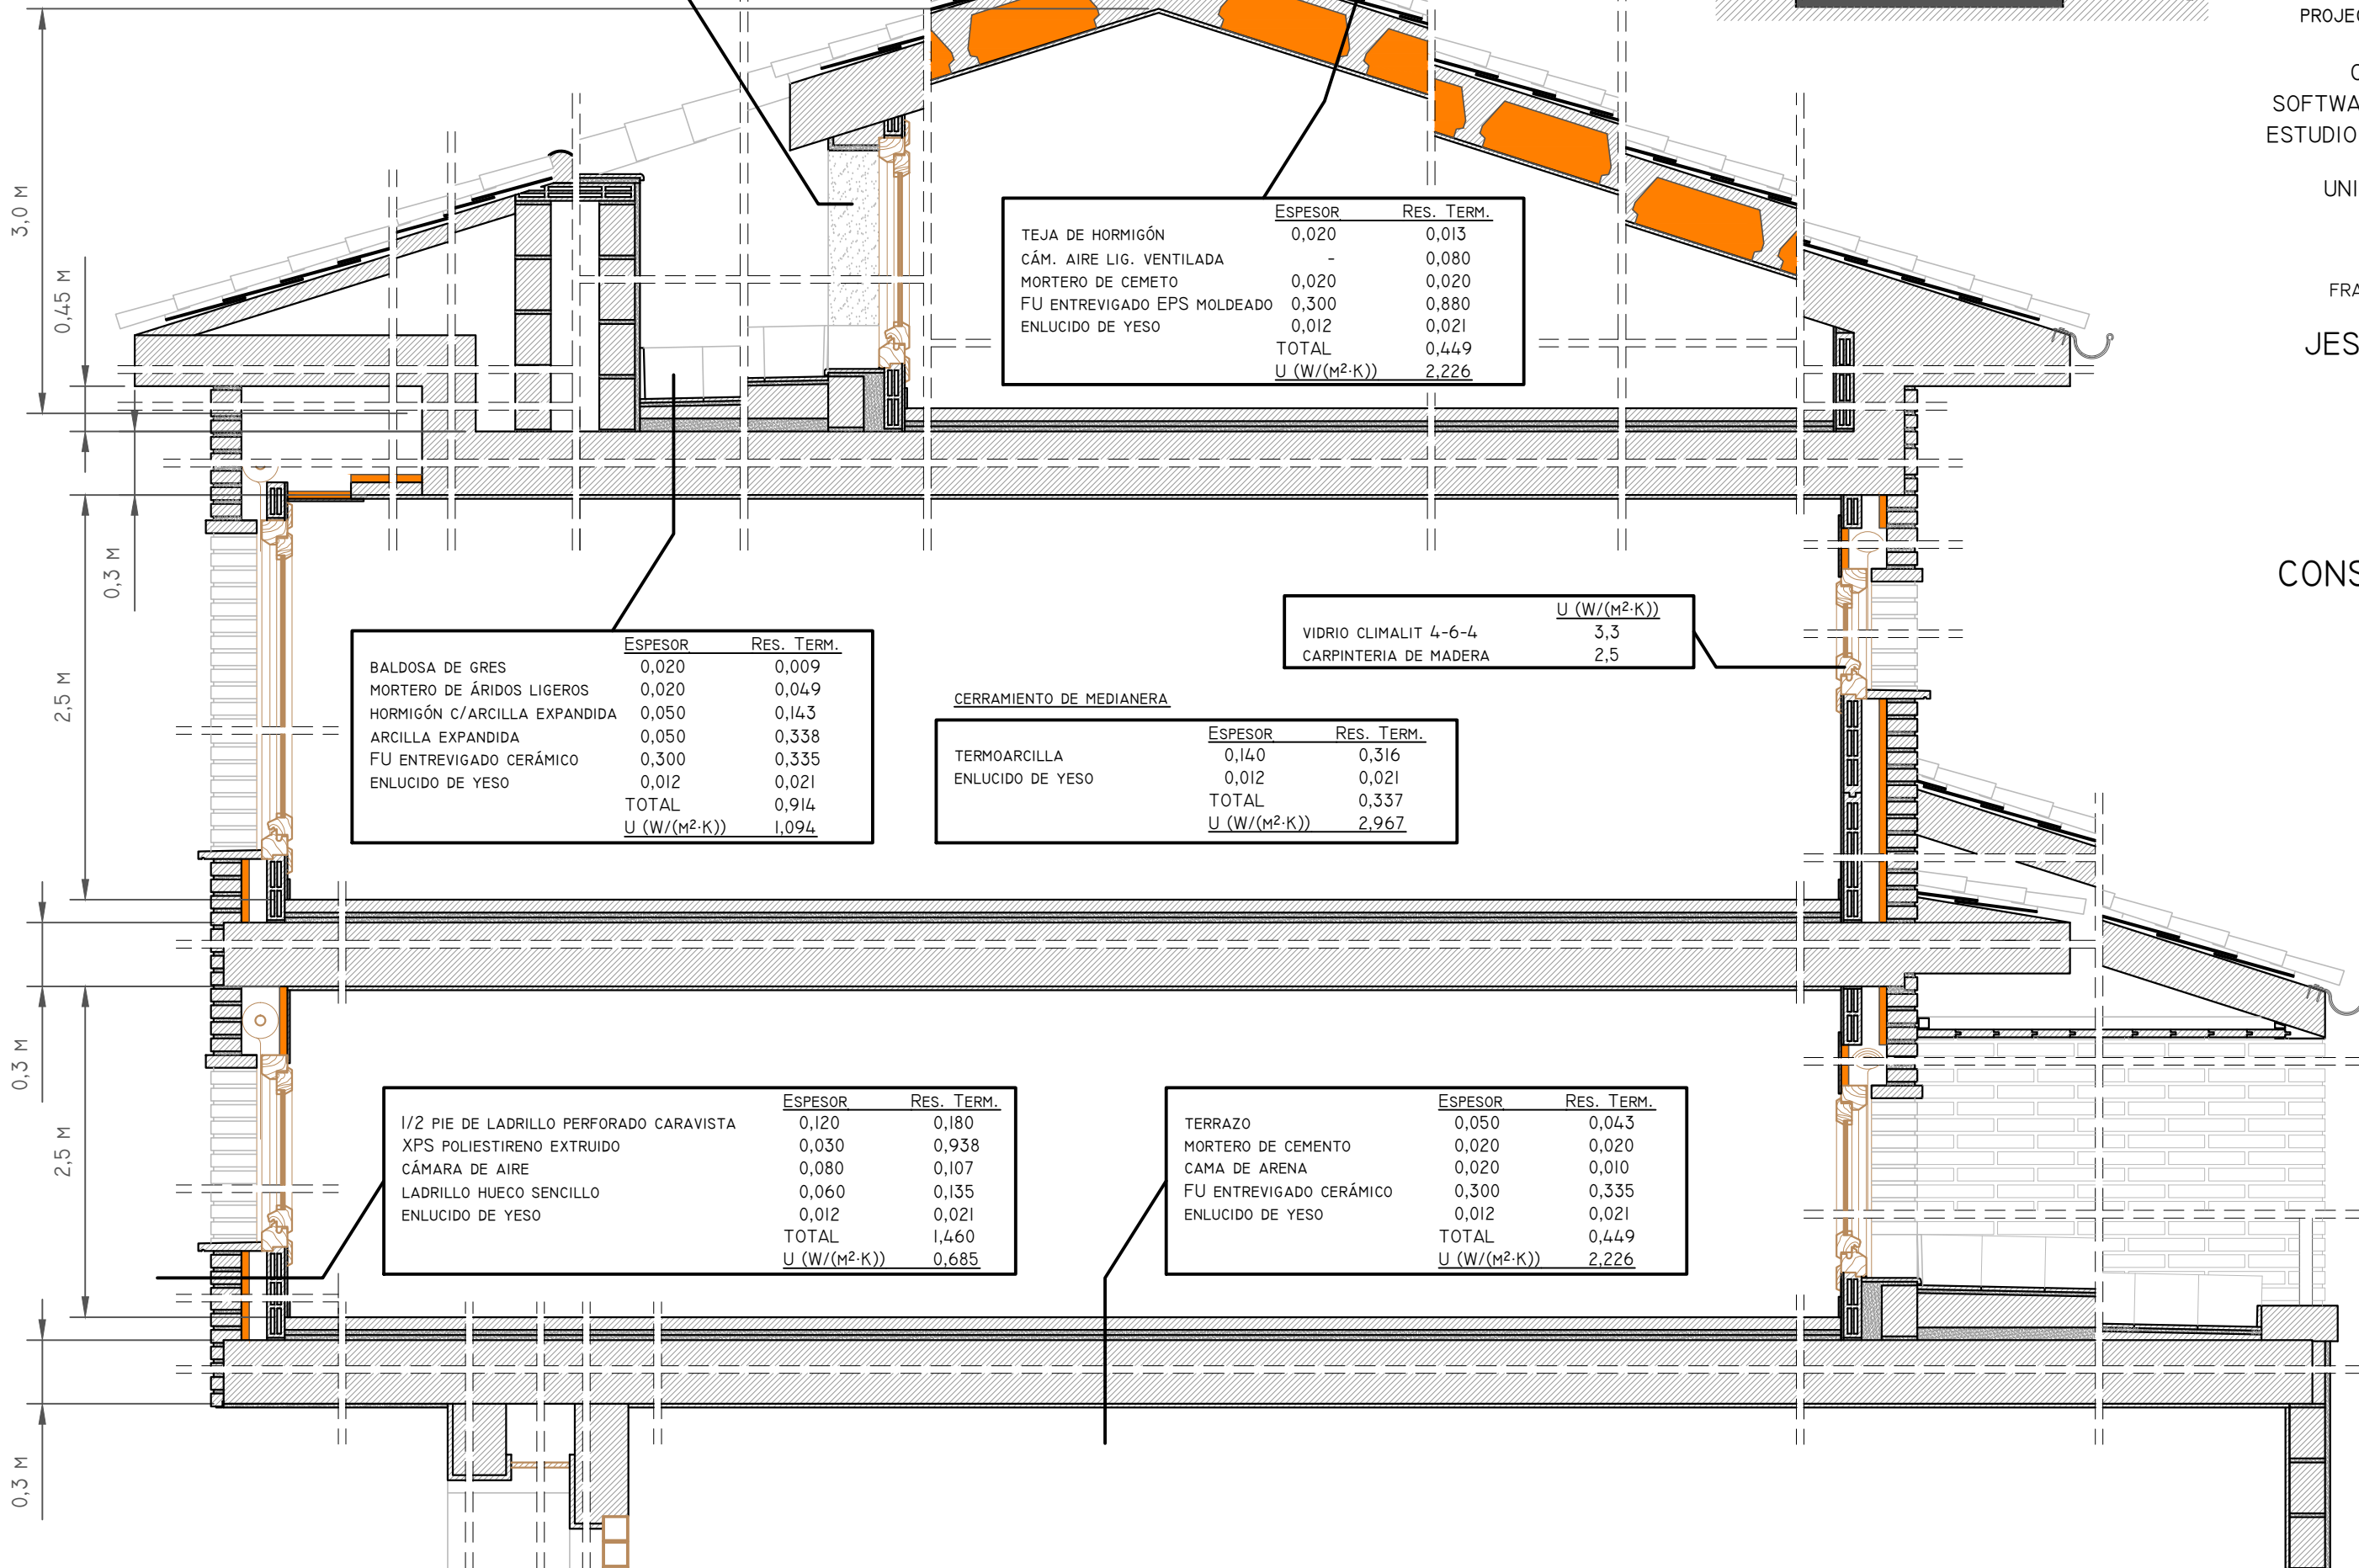 PROJEC
SOFTWA
ESTUDIO
UNI
FRA
JES
CONS
3,0 M
0,45 M
0,3 M
2,5 M
0,3 M
2,5 M
0,3 M
ESPESOR RES. TERM.
TEJA DE HORMIGÓN 0,020 0,013
CÁM. AIRE LIG. VENTILADA - 0,080
MORTERO DE CEMETO 0,020 0,020
FU ENTREVIGADO EPS MOLDEADO 0,300 0,880
ENLUCIDO DE YESO 0,012 0,021
TOTAL 0,449
U (W/(M²·K)) 2,226
ESPESOR RES. TERM.
BALDOSA DE GRES 0,020 0,009
MORTERO DE ÁRIDOS LIGEROS 0,020 0,049
HORMIGÓN C/ARCILLA EXPANDIDA 0,050 0,143
ARCILLA EXPANDIDA 0,050 0,338
FU ENTREVIGADO CERÁMICO 0,300 0,335
ENLUCIDO DE YESO 0,012 0,021
TOTAL 0,914
U (W/(M²·K)) 1,094
U (W/(M²·K))
VIDRIO CLIMALIT 4-6-4 3,3
CARPINTERIA DE MADERA 2,5
CERRAMIENTO DE MEDIANERA
ESPESOR RES. TERM.
TERMOARCILLA 0,140 0,316
ENLUCIDO DE YESO 0,012 0,021
TOTAL 0,337
U (W/(M²·K)) 2,967
ESPESOR RES. TERM.
1/2 PIE DE LADRILLO PERFORADO CARAVISTA 0,120 0,180
XPS POLIESTIRENO EXTRUIDO 0,030 0,938
CÁMARA DE AIRE 0,080 0,107
LADRILLO HUECO SENCILLO 0,060 0,135
ENLUCIDO DE YESO 0,012 0,021
TOTAL 1,460
U (W/(M²·K)) 0,685
ESPESOR RES. TERM.
TERRAZO 0,050 0,043
MORTERO DE CEMENTO 0,020 0,020
CAMA DE ARENA 0,020 0,010
FU ENTREVIGADO CERÁMICO 0,300 0,335
ENLUCIDO DE YESO 0,012 0,021
TOTAL 0,449
U (W/(M²·K)) 2,226